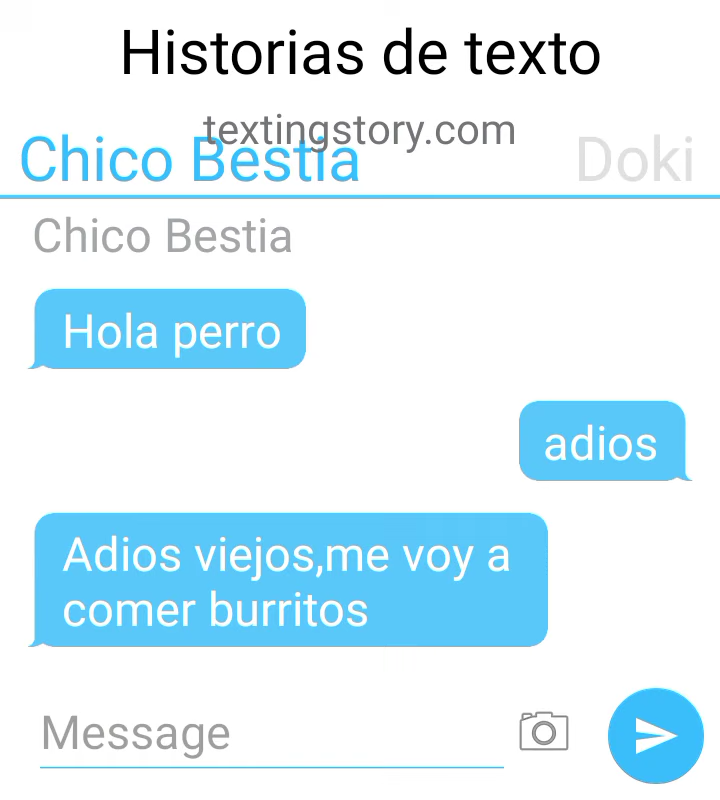 Historias de texto
textingstory.com
Chico Bestia Doki
Chico Bestia
Hola perro
adios
Adios viejos,me voy a
comer burritos
Message